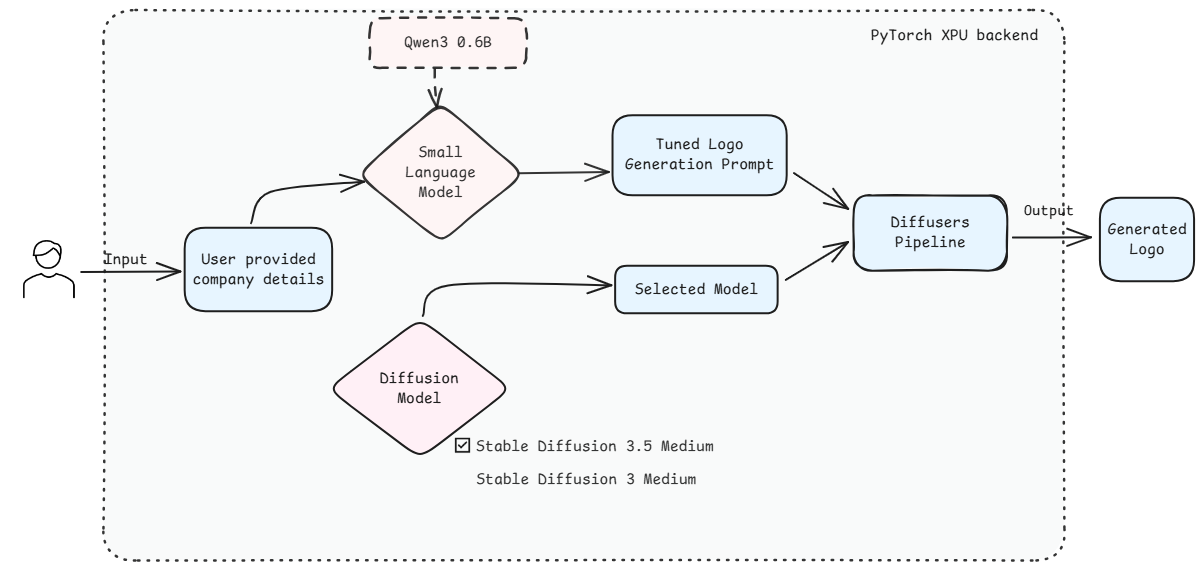 Qwen3 0.6B
PyTorch XPU backend
Small
Language
Model
Tuned Logo
Generation Prompt
Input
User provided
company details
Diffusers
Pipeline
Output
Generated
Logo
Selected Model
Diffusion
Model
Stable Diffusion 3.5 Medium
Stable Diffusion 3 Medium